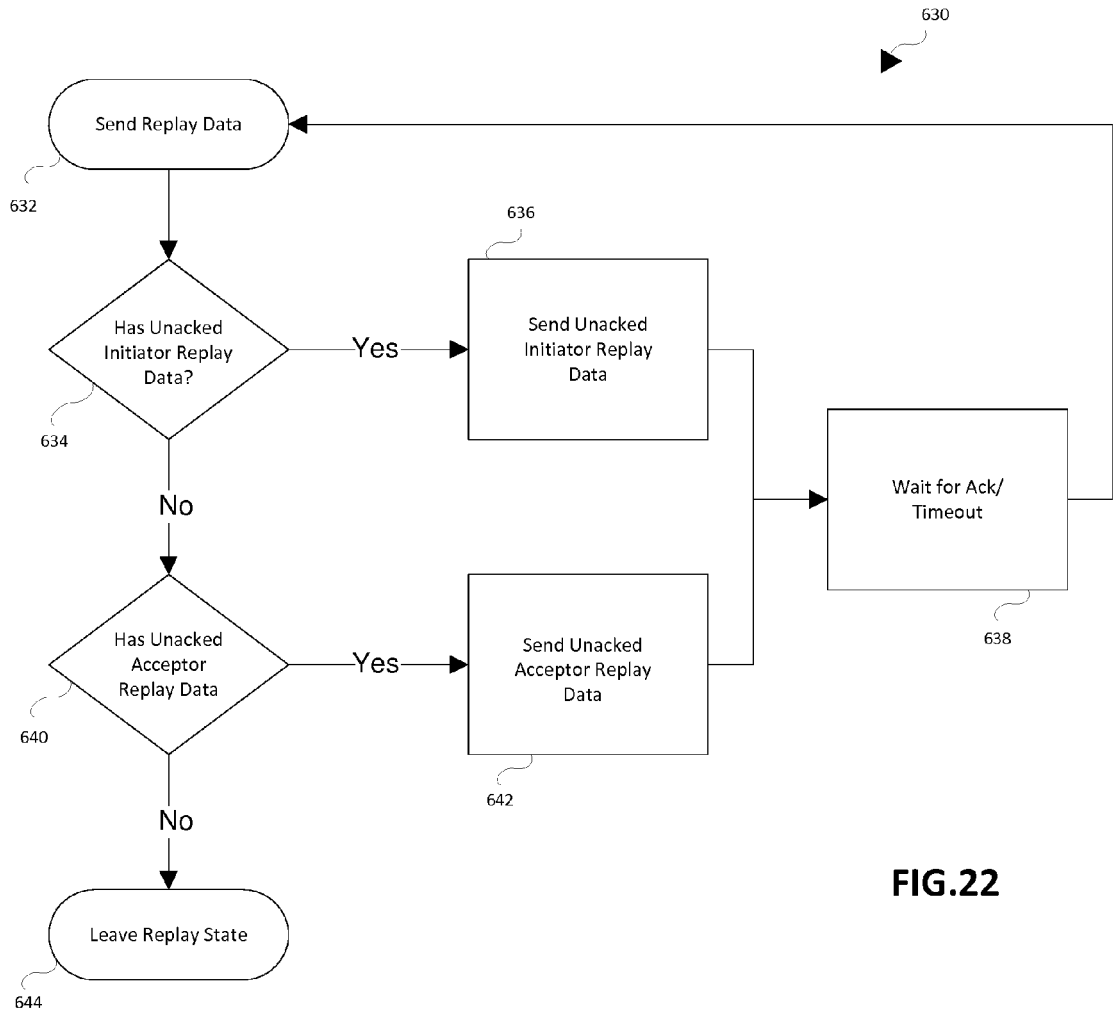 630
Send Replay Data
632
636
Has Unacked
Initiator Replay
Data?
Yes
Send Unacked
Initiator Replay
Data
634
Wait for Ack/
Timeout
638
No
Has Unacked
Acceptor
Replay Data
Yes
Send Unacked
Acceptor Replay
Data
640
642
No
FIG.22
Leave Replay State
644